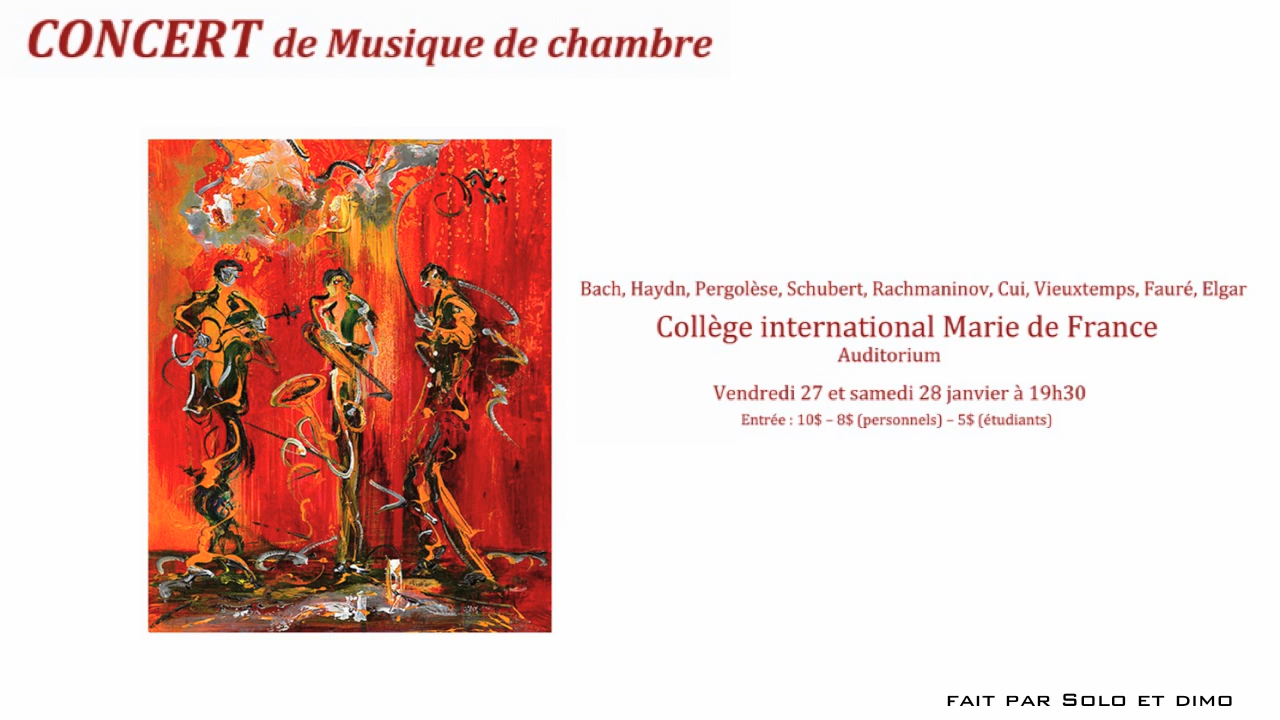 CONCERT de Musique de chambre
Bach, Haydn, Pergolèse, Schubert, Rachmaninov, Cui, Vieuxtemps, Fauré, Elgar
Collège international Marie de France
Auditorium
Vendredi 27 et samedi 28 janvier à 19h30
Entrée : 10$ – 8$ (personnels) – 5$ (étudiants)
FAIT PAR SOLO ET DIMO